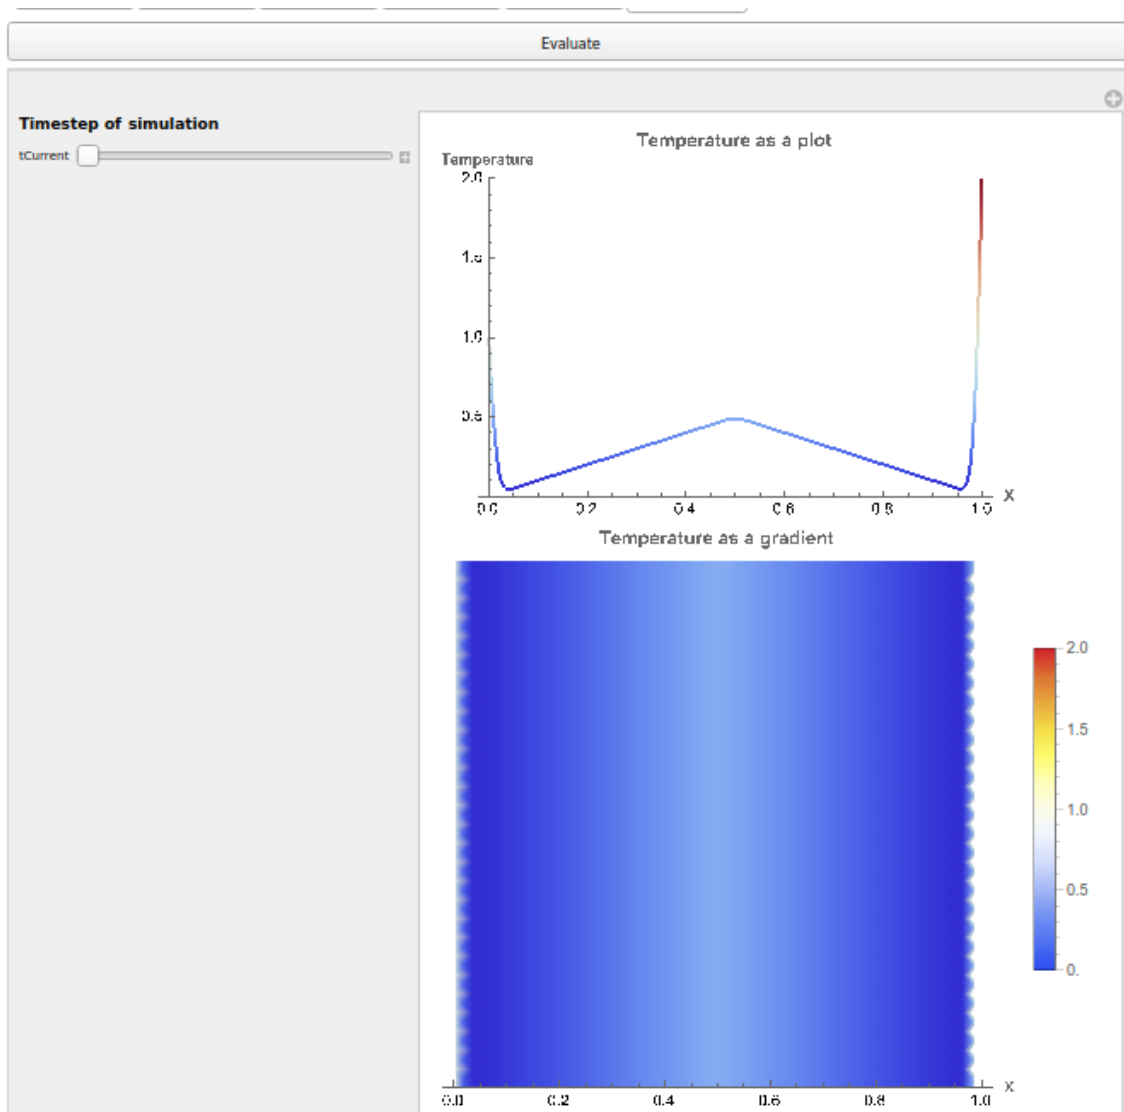 Evaluate
Timestep of simulation
tCurrent
Temperature as a plot
Temperature
2.0
1.5
1.0
0.5
0.0 0.2 0.4 0.6 0.8 1.0 X
Temperature as a gradient
2.0
1.5
1.0
0.5
0.
0.0 0.2 0.4 0.6 0.8 1.0 X